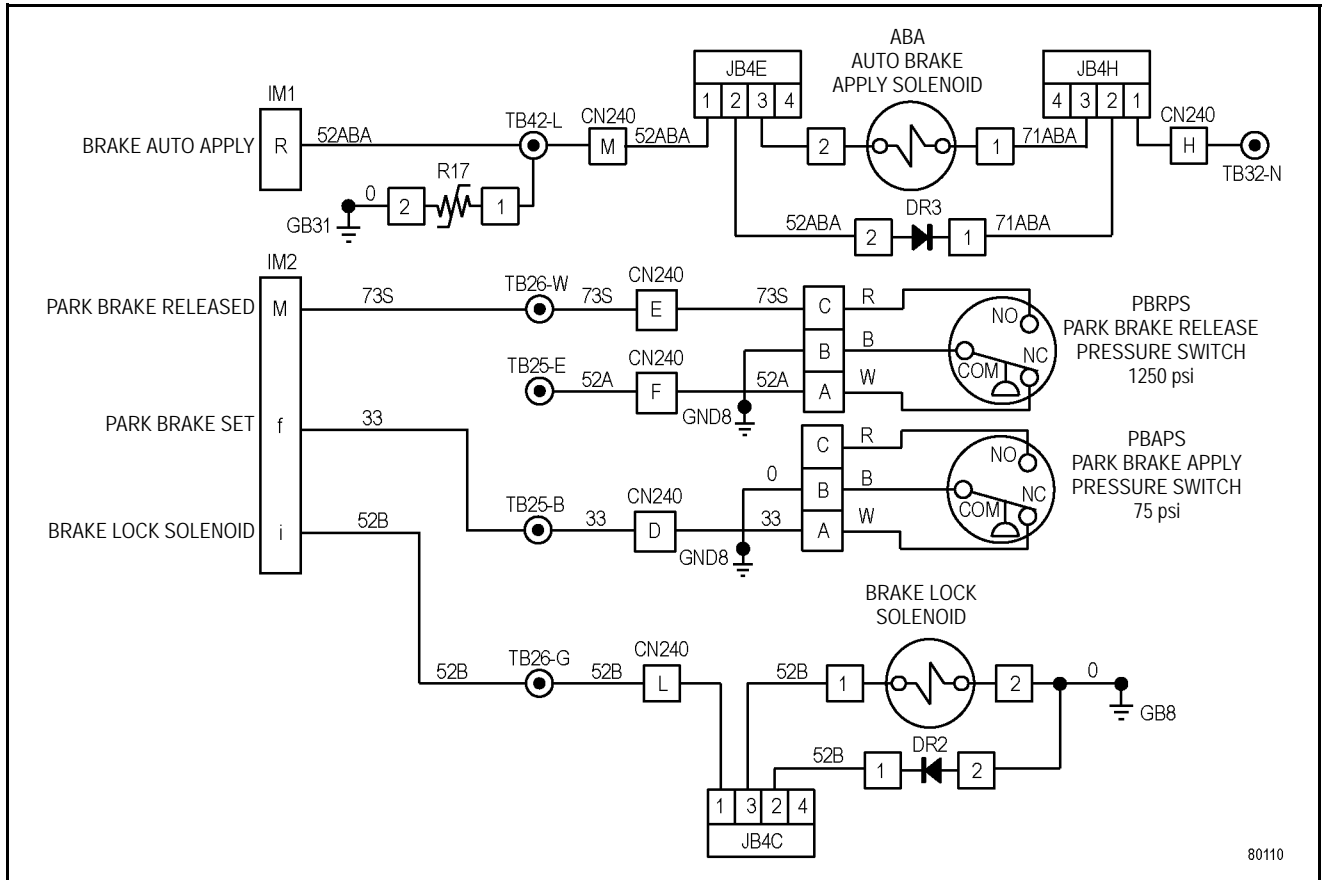 ABA
AUTO BRAKE
APPLY SOLENOID
JB4E
1 2 3 4
JB4H
4 3 2 1
IM1
BRAKE AUTO APPLY
R
52ABA
TB42-L
CN240
M
52ABA
2
1
71ABA
CN240
H
TB32-N
R17
0
2
1
GB31
52ABA
2
DR3
1
71ABA
IM2
PARK BRAKE RELEASED
M
73S
TB26-W
73S
CN240
E
73S
C
R
NO
COM
NC
PBRPS
PARK BRAKE RELEASE
PRESSURE SWITCH
1250 psi
B
B
TB25-E
52A
CN240
F
52A
A
W
GND8
PARK BRAKE SET
f
33
C
R
NO
COM
NC
PBAPS
PARK BRAKE APPLY
PRESSURE SWITCH
75 psi
0
B
B
TB25-B
33
CN240
D
33
A
W
GND8
BRAKE LOCK SOLENOID
i
52B
BRAKE LOCK
SOLENOID
52B
TB26-G
52B
CN240
L
52B
1
2
0
GB8
52B
1
DR2
2
1 3 2 4
JB4C
80110